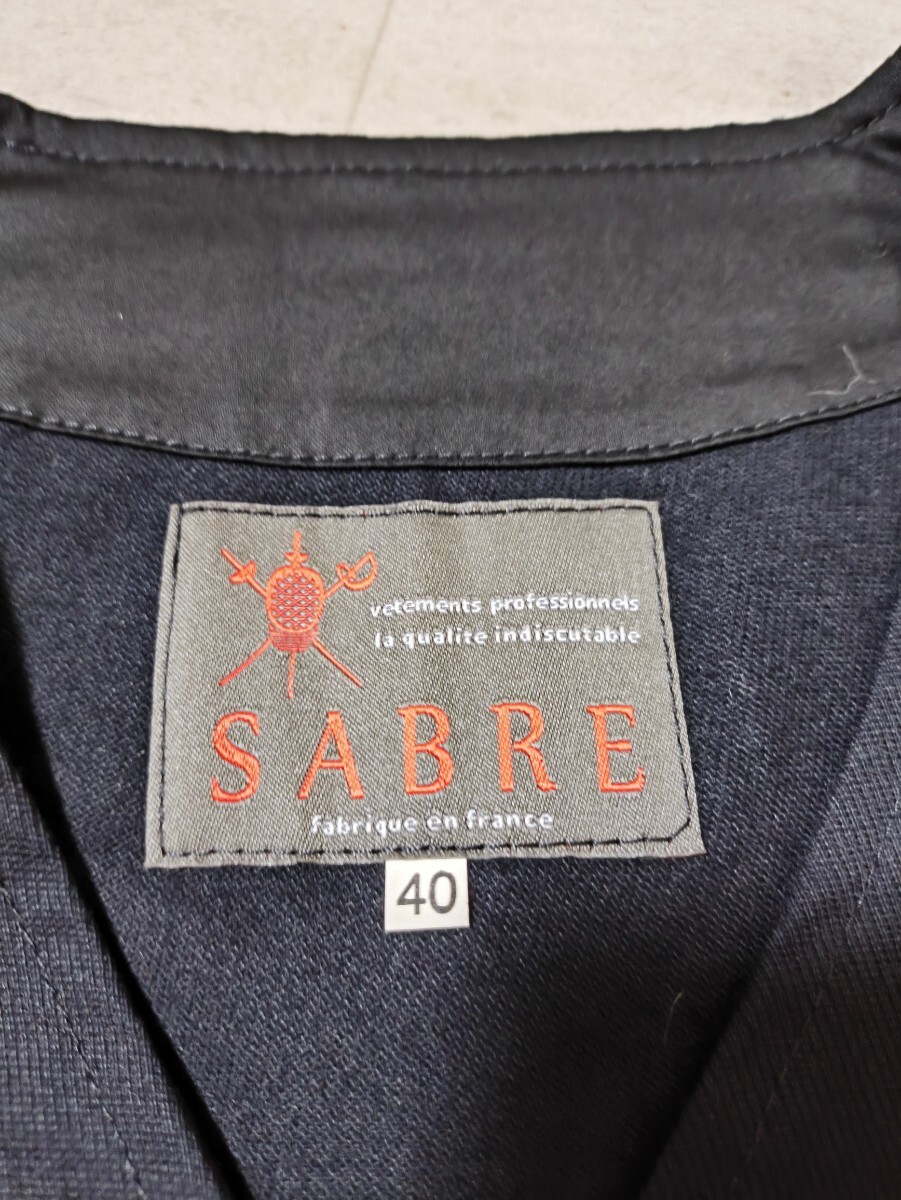 vetements professionnels
la qualite indiscutable
SABRE
fabrique en france
40